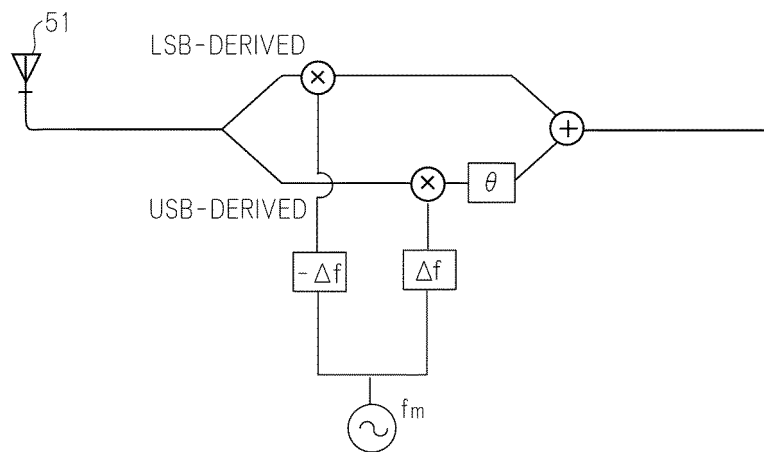 51
LSB-DERIVED
×
+
USB-DERIVED
×
θ
-Δf
Δf
fm